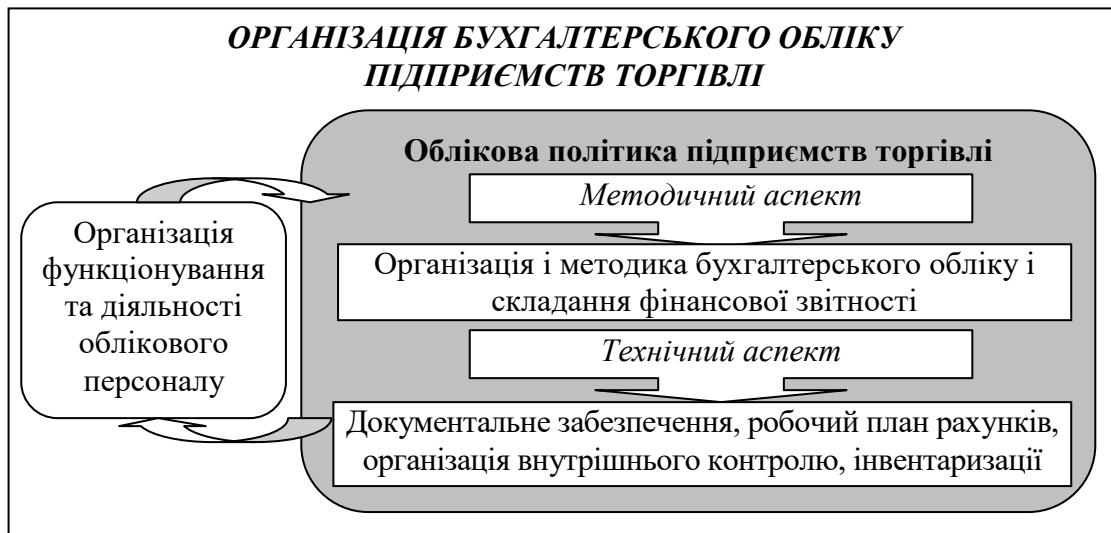 ОРГАНІЗАЦІЯ БУХГАЛТЕРСЬКОГО ОБЛІКУ
ПІДПРИЄМСТВ ТОРГІВЛІ
Облікова політика підприємств торгівлі
Методичний аспект
Організація і методика бухгалтерського обліку і
складання фінансової звітності
Технічний аспект
Документальне забезпечення, робочий план рахунків,
організація внутрішнього контролю, інвентаризації
Організація
функціонування
та діяльності
облікового
персоналу